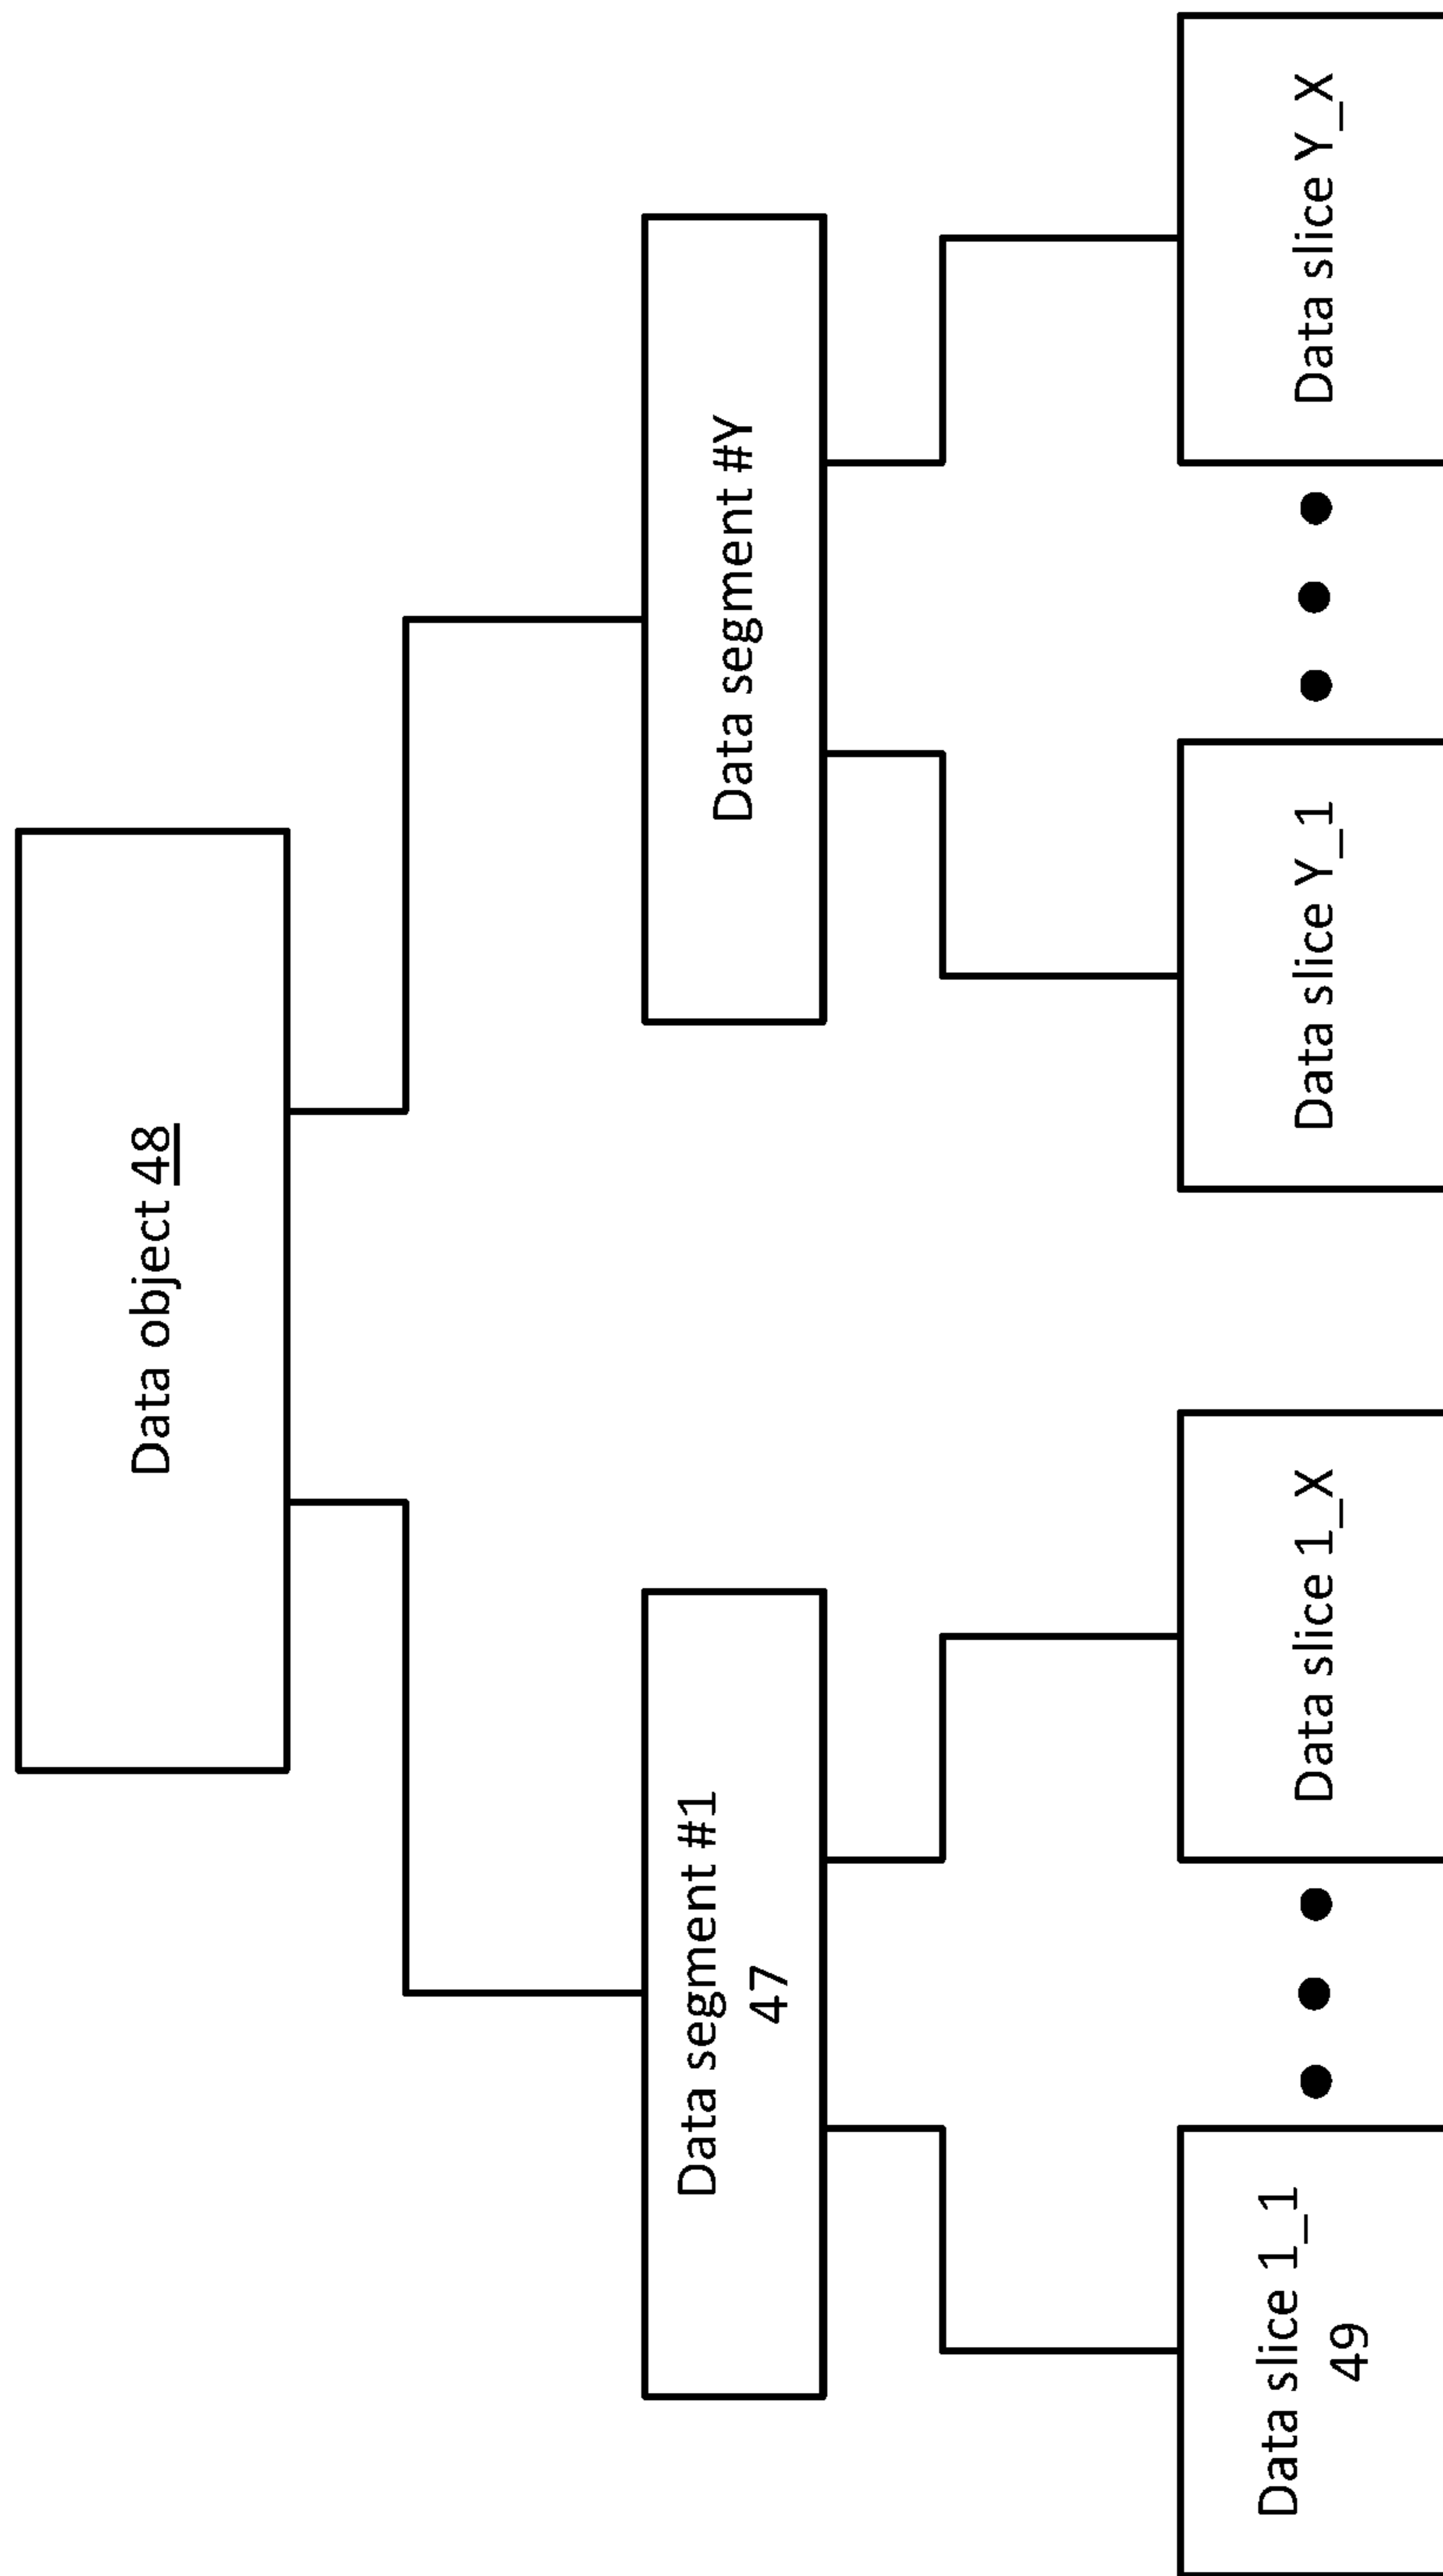 Data object 48
Data segment #1
47
Data segment #Y
Data slice 1_1
49
Data slice 1_X
Data slice Y_1
Data slice Y_X